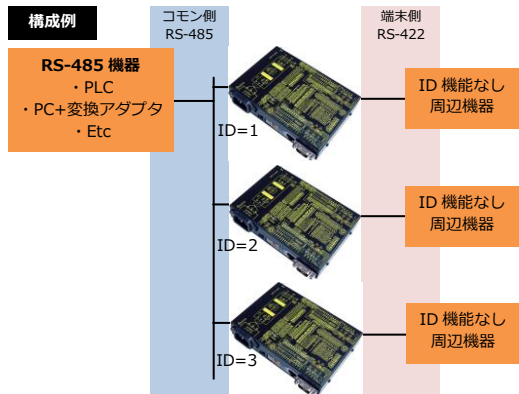 構成例
コモン側
RS-485
端末側
RS-422
RS-485 機器
・PLC
・PC+変換アダプタ
・Etc
ID=1
ID 機能なし
周辺機器
ID=2
ID 機能なし
周辺機器
ID=3
ID 機能なし
周辺機器